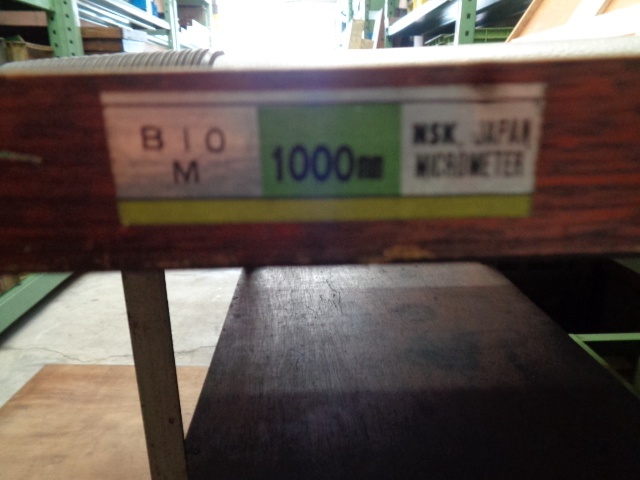 B I O
M
1000mm
NSK. JAPAN
MICROMETER